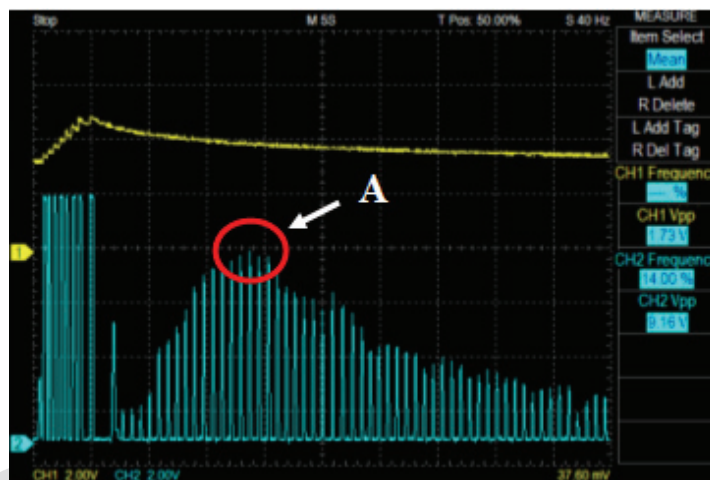 Stop M 5S T Pos: 50.00% S 40 Hz MEASURE
Item Select
Mean
L Add
R Delete
L Add Tag
R Del Tag
CH1 Frequenc
%
CH1 Vpp
1.73 V
CH2 Frequenc
14.00 %
CH2 Vpp
9.16 V
A
1
2
CH1 2.00V CH2 2.00V 37.60 mV